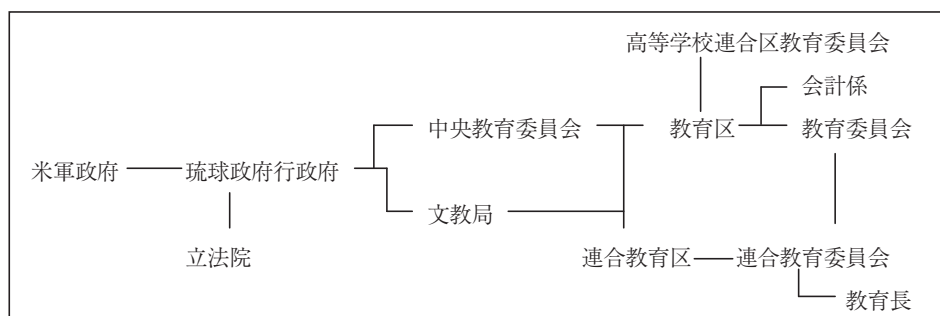 高等学校連合区教育委員会
会計係
中央教育委員会
教育区
教育委員会
米軍政府
琉球政府行政府
文教局
立法院
連合教育区
連合教育委員会
教育長